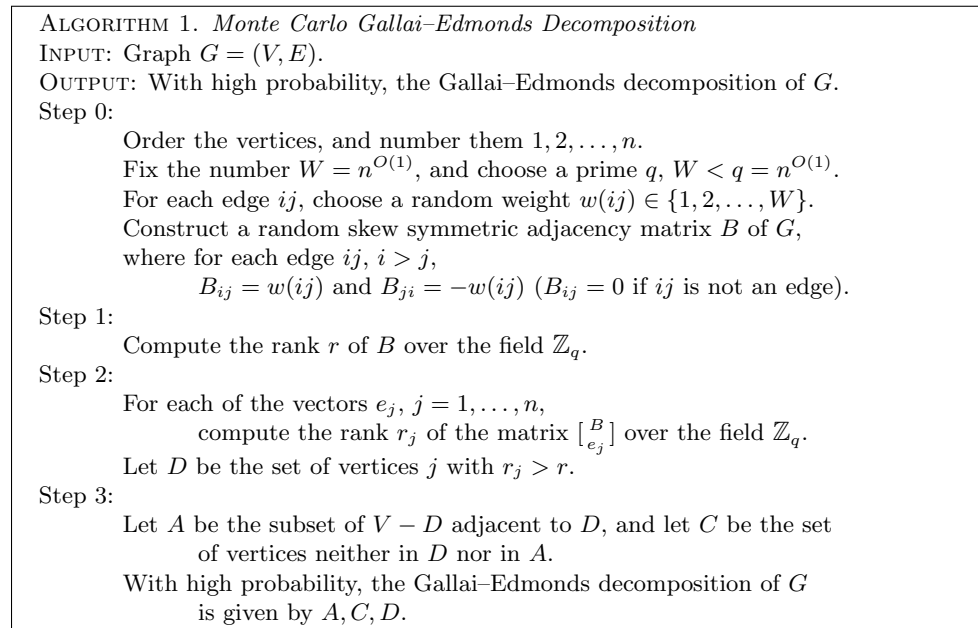 ALGORITHM 1. Monte Carlo Gallai–Edmonds Decomposition
INPUT: Graph G = (V, E).
OUTPUT: With high probability, the Gallai–Edmonds decomposition of G.
Step 0:
Order the vertices, and number them 1, 2, . . . , n.
Fix the number W = n^{O(1)}, and choose a prime q, W < q = n^{O(1)}.
For each edge ij, choose a random weight w(ij) ∈ {1, 2, . . . , W}.
Construct a random skew symmetric adjacency matrix B of G,
where for each edge ij, i > j,
B_{ij} = w(ij) and B_{ji} = −w(ij) (B_{ij} = 0 if ij is not an edge).
Step 1:
Compute the rank r of B over the field ℤ_q.
Step 2:
For each of the vectors e_j, j = 1, . . . , n,
compute the rank r_j of the matrix [ B / e_j ] over the field ℤ_q.
Let D be the set of vertices j with r_j > r.
Step 3:
Let A be the subset of V − D adjacent to D, and let C be the set
of vertices neither in D nor in A.
With high probability, the Gallai–Edmonds decomposition of G
is given by A, C, D.